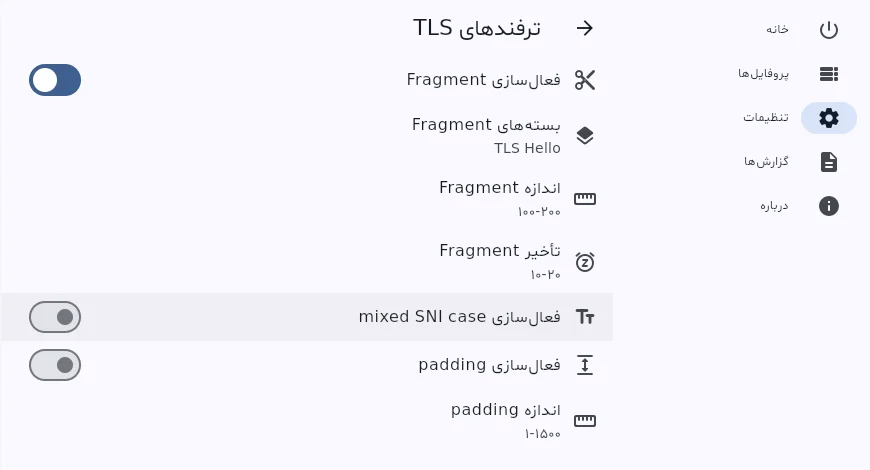 خانه
پروفایل‌ها
تنظیمات
گزارش‌ها
درباره
ترفندهای TLS
فعال‌سازی Fragment
بسته‌های Fragment
TLS Hello
اندازه Fragment
۱۰۰-۲۰۰
تأخیر Fragment
۱۰-۲۰
فعال‌سازی mixed SNI case
فعال‌سازی padding
اندازه padding
۱-۱۵۰۰